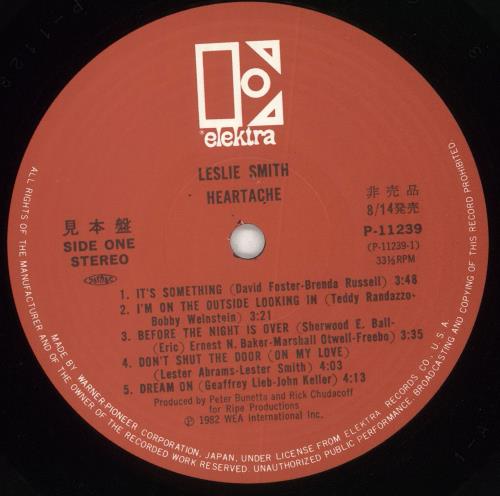 elektra
LESLIE SMITH
HEARTACHE
見本盤
SIDE ONE
STEREO
非売品
8/14発売
P-11239
(P-11239-1)
33⅓RPM
1. IT'S SOMETHING (David Foster-Brenda Russell) 3:48
2. I'M ON THE OUTSIDE LOOKING IN (Teddy Randazzo-
Bobby Weinstein) 3:21
3. BEFORE THE NIGHT IS OVER (Sherwood E. Ball-
(Eric) Ernest N. Baker-Marshall Otwell-Freebo) 3:35
4. DON'T SHUT THE DOOR (ON MY LOVE)
(Lester Abrams-Lester Smith) 4:03
5. DREAM ON (Geaffrey Lieb-John Keller) 4:13
Produced by Peter Bunetta and Rick Chudacoff
for Ripe Productions
℗ 1982 WEA International Inc.
MADE BY WARNER-PIONEER CORPORATION, JAPAN, UNDER LICENSE FROM ELEKTRA RECORDS CO., U.S.A.
ALL RIGHTS OF THE MANUFACTURER AND OF THE OWNER OF THE RECORDED WORK RESERVED. UNAUTHORIZED PUBLIC PERFORMANCE, BROADCASTING AND COPYING OF THIS RECORD PROHIBITED.